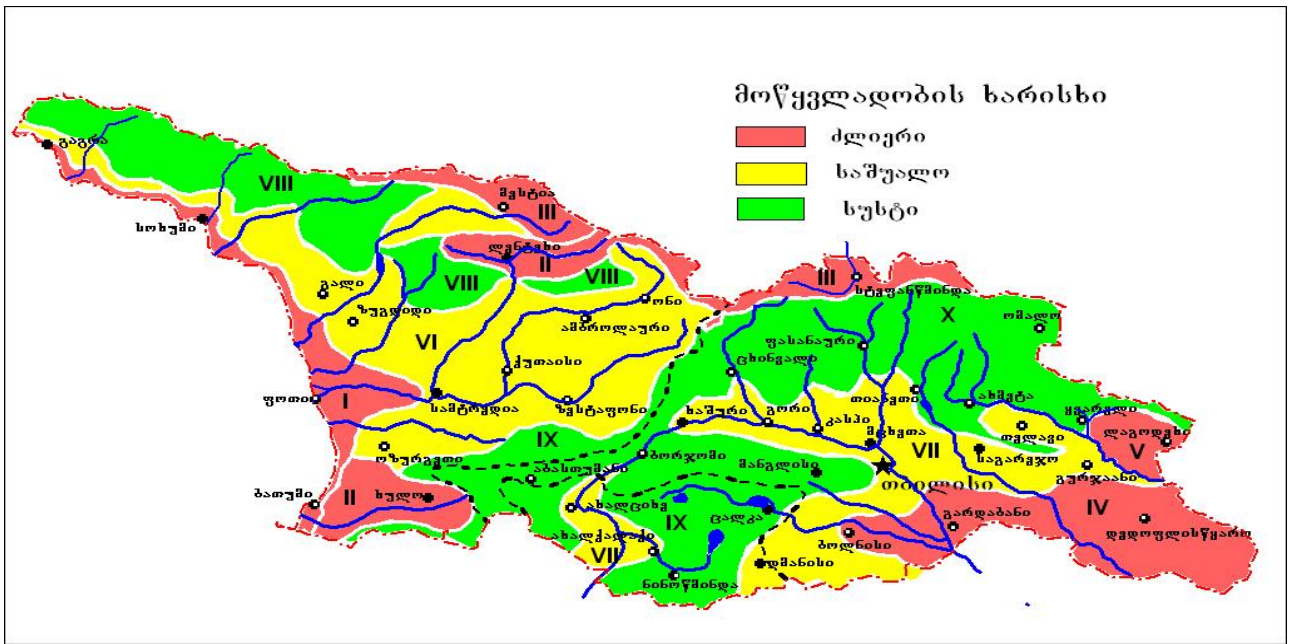 მოწყვლადობის ხარისხი
ძლიერი
საშუალო
სუსტი
გაგრა
VIII
მესტია
III
სოხუმი
ლენტეხი
II
VIII
VIII
III
სტეფანწმინდა
გალი
ონი
X
ომალო
ზუგდიდი
ამბროლაური
VI
ფასანაური
ცხინვალი
ქუთაისი
ფოთი
I
სამტრედია
ზესტაფონი
ხაშური
გორი
კასპი
თიანეთი
ახმეტა
ყვარელი
მცხეთა
თელავი
ლაგოდეხი
IX
VII
V
ოზურგეთი
ბორჯომი
საგარეჯო
აბასთუმანი
მანგლისი
გურჯაანი
თბილისი
ბათუმი
II
ხულო
ახალციხე
IX
ცალკა
გარდაბანი
IV
დედოფლისწყარო
ახალქალაქი
ბოლნისი
VII
დმანისი
ნინოწმინდა